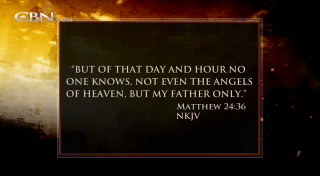 CBN
"BUT OF THAT DAY AND HOUR NO
ONE KNOWS, NOT EVEN THE ANGELS
OF HEAVEN, BUT MY FATHER ONLY."
Matthew 24:36
NKJV